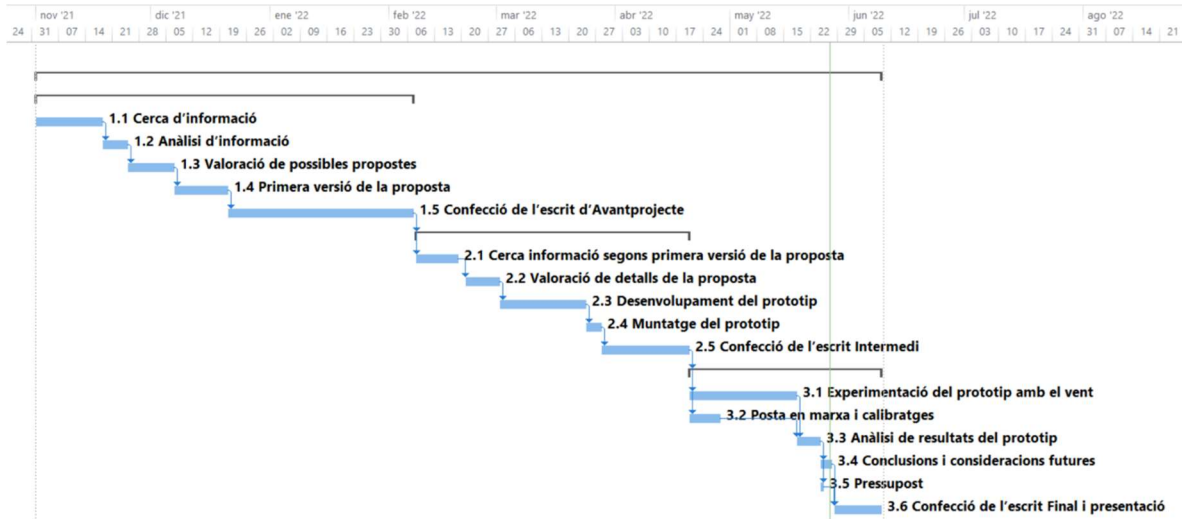 nov '21 dic '21 ene '22 feb '22 mar '22 abr '22 may '22 jun '22 jul '22 ago '22
24 31 07 14 21 28 05 12 19 26 02 09 16 23 30 06 13 20 27 06 13 20 27 03 10 17 24 01 08 15 22 29 05 12 19 26 03 10 17 24 31 07 14 21
1.1 Cerca d’informació
1.2 Anàlisi d’informació
1.3 Valoració de possibles propostes
1.4 Primera versió de la proposta
1.5 Confecció de l’escrit d’Avantprojecte
2.1 Cerca informació segons primera versió de la proposta
2.2 Valoració de detalls de la proposta
2.3 Desenvolupament del prototip
2.4 Muntatge del prototip
2.5 Confecció de l’escrit Intermedi
3.1 Experimentació del prototip amb el vent
3.2 Posta en marxa i calibratges
3.3 Anàlisi de resultats del prototip
3.4 Conclusions i consideracions futures
3.5 Pressupost
3.6 Confecció de l’escrit Final i presentació